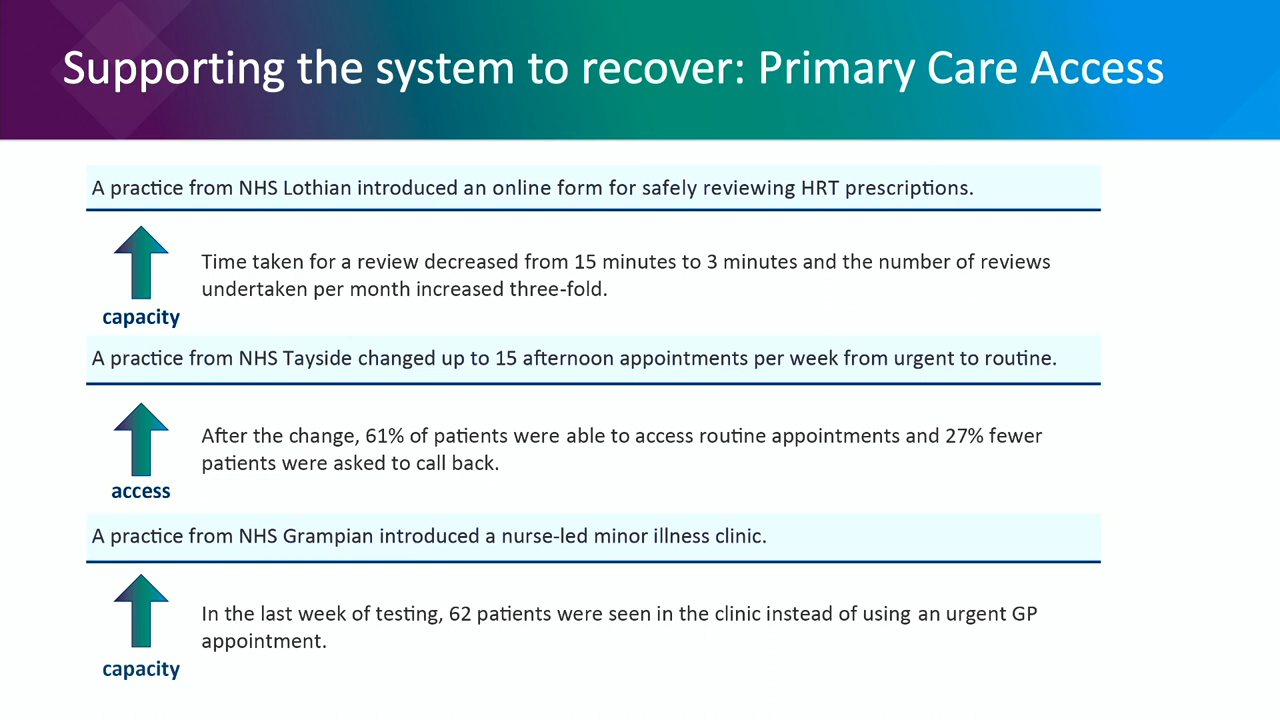 Supporting the system to recover: Primary Care Access
A practice from NHS Lothian introduced an online form for safely reviewing HRT prescriptions.
Time taken for a review decreased from 15 minutes to 3 minutes and the number of reviews
undertaken per month increased three-fold.
capacity
A practice from NHS Tayside changed up to 15 afternoon appointments per week from urgent to routine.
After the change, 61% of patients were able to access routine appointments and 27% fewer
patients were asked to call back.
access
A practice from NHS Grampian introduced a nurse-led minor illness clinic.
In the last week of testing, 62 patients were seen in the clinic instead of using an urgent GP
appointment.
capacity